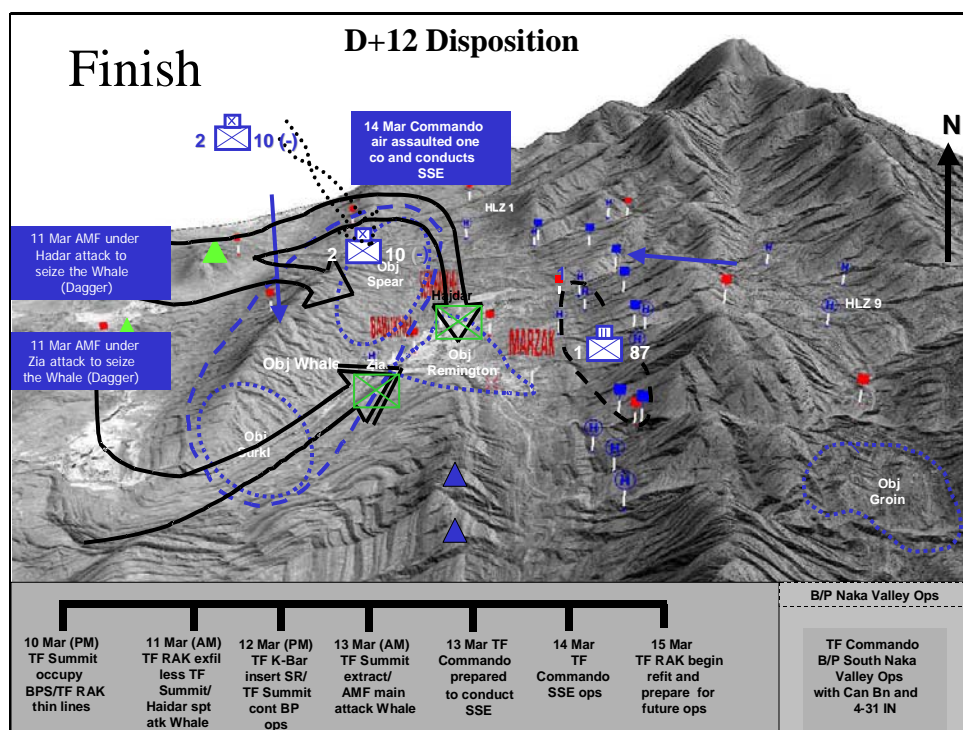 D+12 Disposition
Finish
2 10 (-)
14 Mar Commando
air assaulted one
co and conducts
SSE
N
HLZ 1
11 Mar AMF under
Hadar attack to
seize the Whale
(Dagger)
2 10 -)
Obj
Spear
Hajdar
HLZ 9
MARZAK
1 87
11 Mar AMF under
Zia attack to seize
the Whale (Dagger)
Obj Whale
Zia
Obj
Remington
Obj
Obj
Groin
B/P Naka Valley Ops
10 Mar (PM)
TF Summit
occupy
BPS/TF RAK
thin lines
11 Mar (AM)
TF RAK exfil
less TF
Summit/
Haidar spt
atk Whale
12 Mar (PM)
TF K-Bar
insert SR/
TF Summit
cont BP
ops
13 Mar (AM)
TF Summit
extract/
AMF main
attack Whale
13 Mar TF
Commando
prepared
to conduct
SSE
14 Mar
TF
Commando
SSE ops
15 Mar
TF RAK begin
refit and
prepare for
future ops
TF Commando
B/P South Naka
Valley Ops
with Can Bn and
4-31 IN